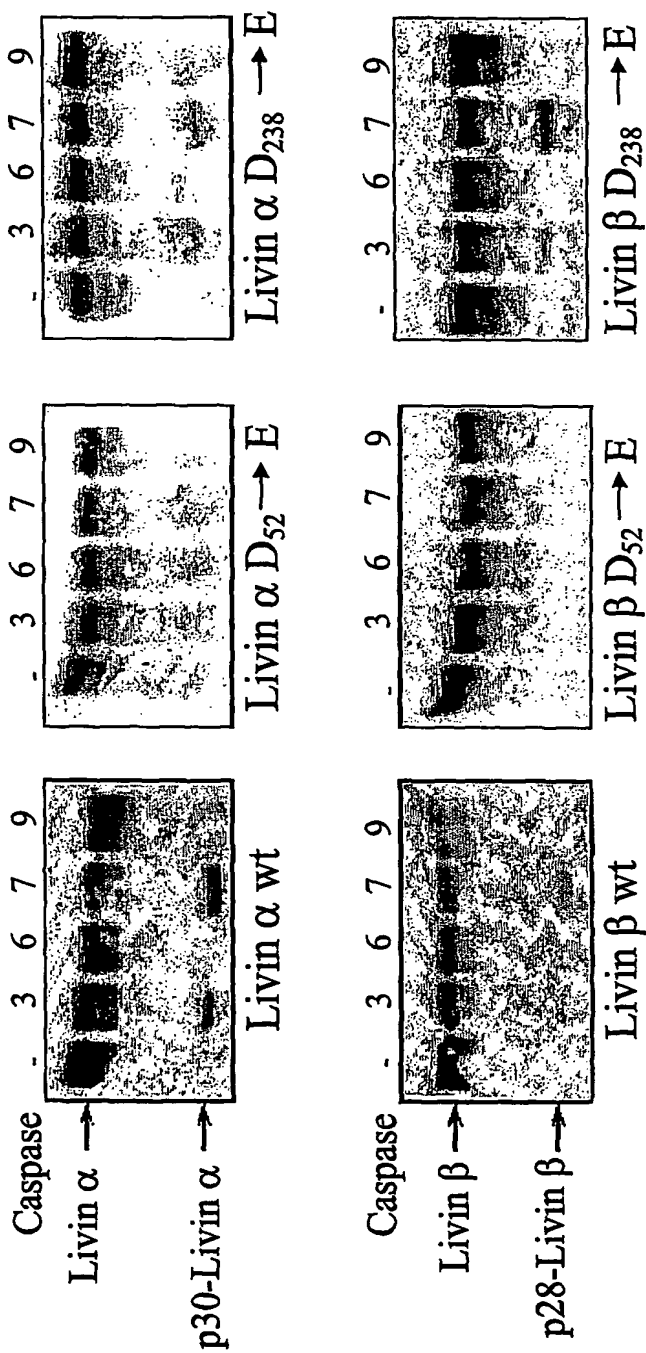 Caspase - 3 6 7 9
Livin α →
p30-Livin α →
Livin α wt
- 3 6 7 9
Livin α D52 → E
- 3 6 7 9
Livin α D238 → E
Caspase - 3 6 7 9
Livin β →
p28-Livin β →
Livin β wt
- 3 6 7 9
Livin β D52 → E
- 3 6 7 9
Livin β D238 → E